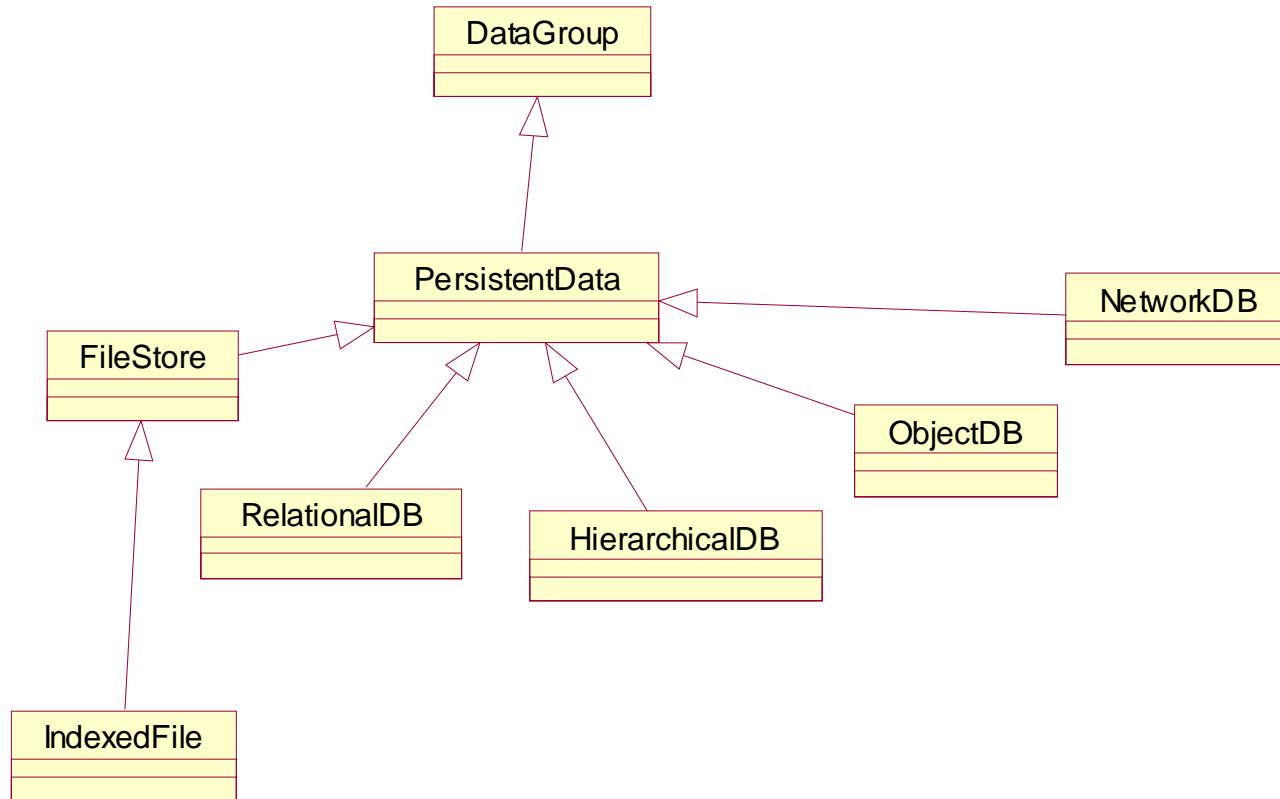 DataGroup
PersistentData
NetworkDB
FileStore
ObjectDB
RelationalDB
HierarchicalDB
IndexedFile